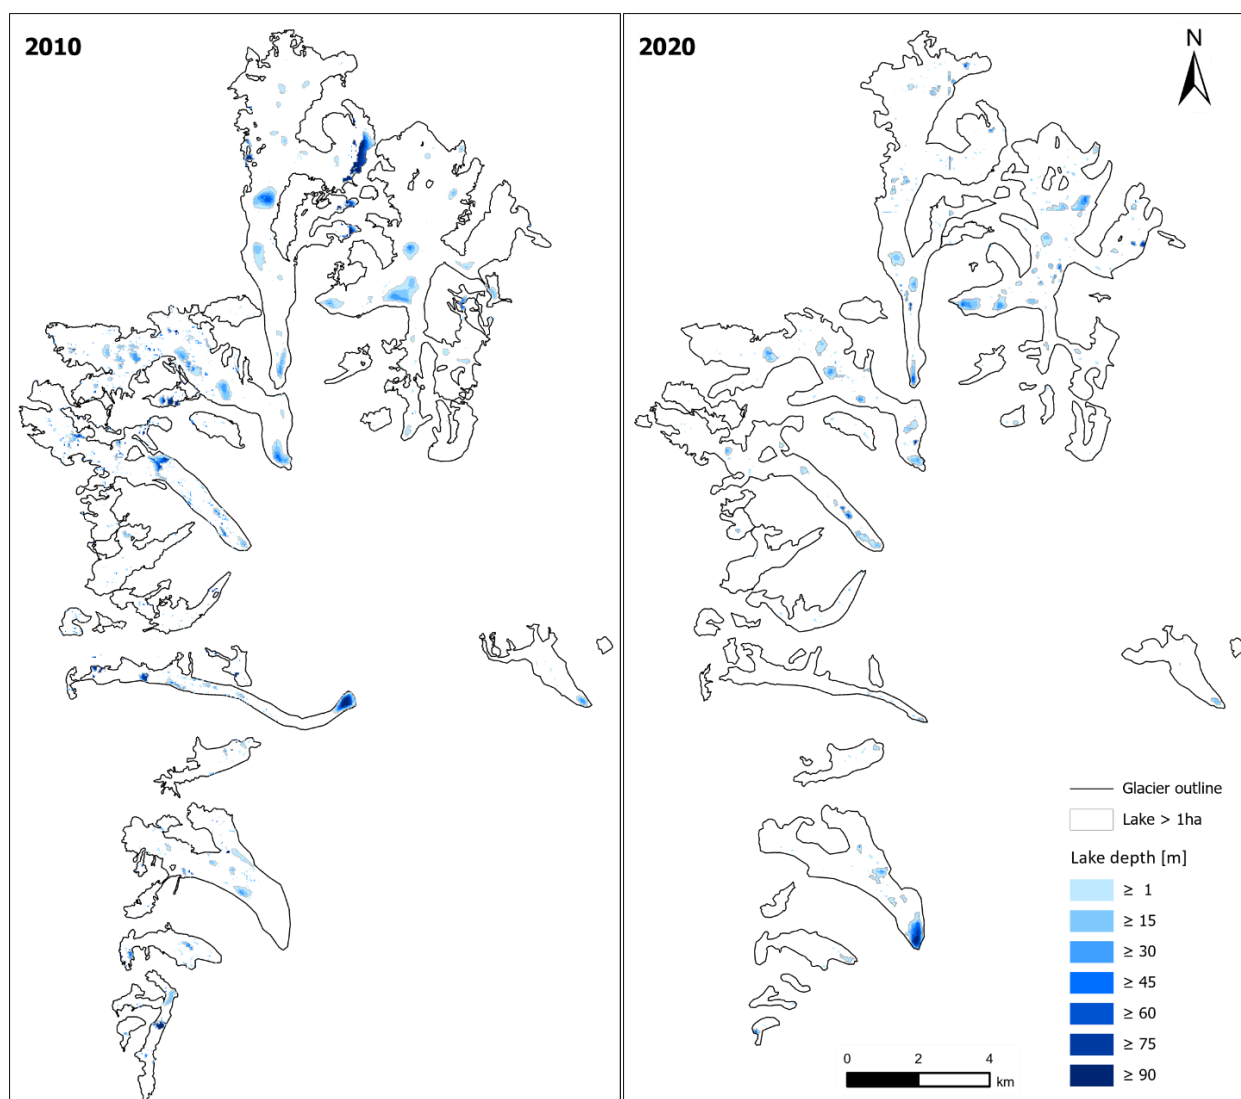 2010
2020
N
Glacier outline
Lake > 1ha
Lake depth [m]
≥ 1
≥ 15
≥ 30
≥ 45
≥ 60
≥ 75
≥ 90
0 2 4
km